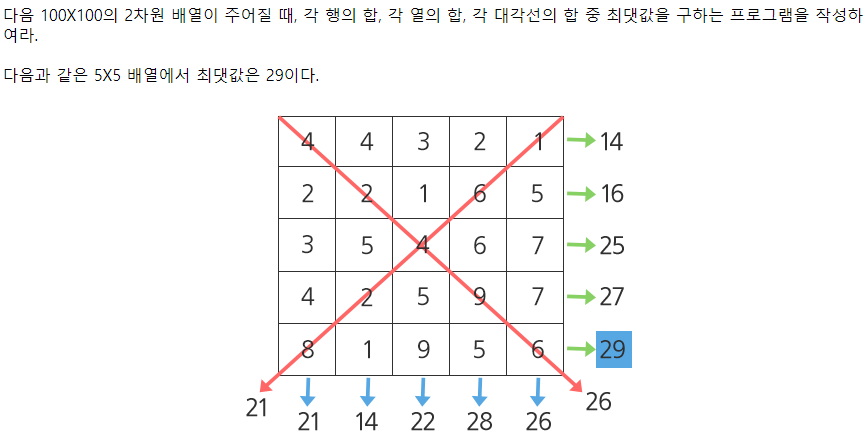 다음 100X100의 2차원 배열이 주어질 때, 각 행의 합, 각 열의 합, 각 대각선의 합 중 최댓값을 구하는 프로그램을 작성하
여라.
다음과 같은 5X5 배열에서 최댓값은 29이다.
4 4 3 2 1 14
2 2 1 6 5 16
3 5 4 6 7 25
4 2 5 9 7 27
8 1 9 5 6 29
21 21 14 22 28 26 26